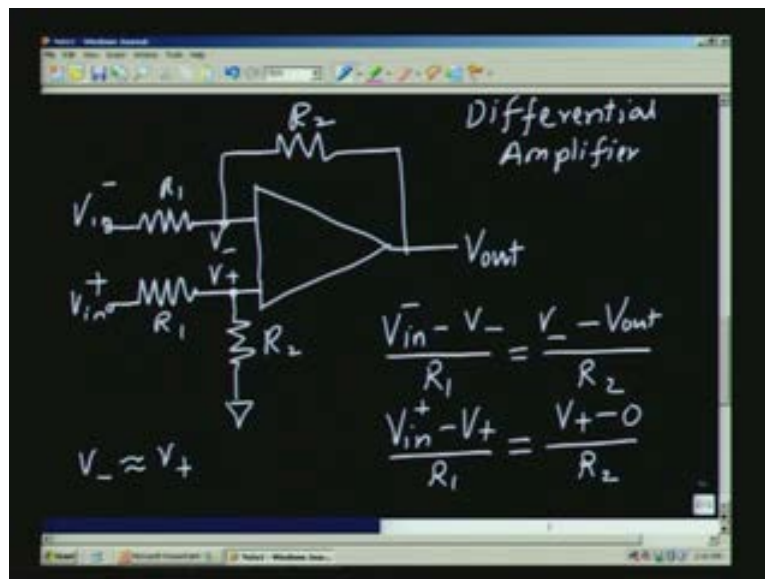 Differential
Amplifier
R₂
R₁
V⁻in
V₋
V₊
V⁺in
R₁
R₂
Vout
(V⁻in - V₋)/R₁ = (V₋ - Vout)/R₂
(V⁺in - V₊)/R₁ = (V₊ - 0)/R₂
V₋ ≈ V₊